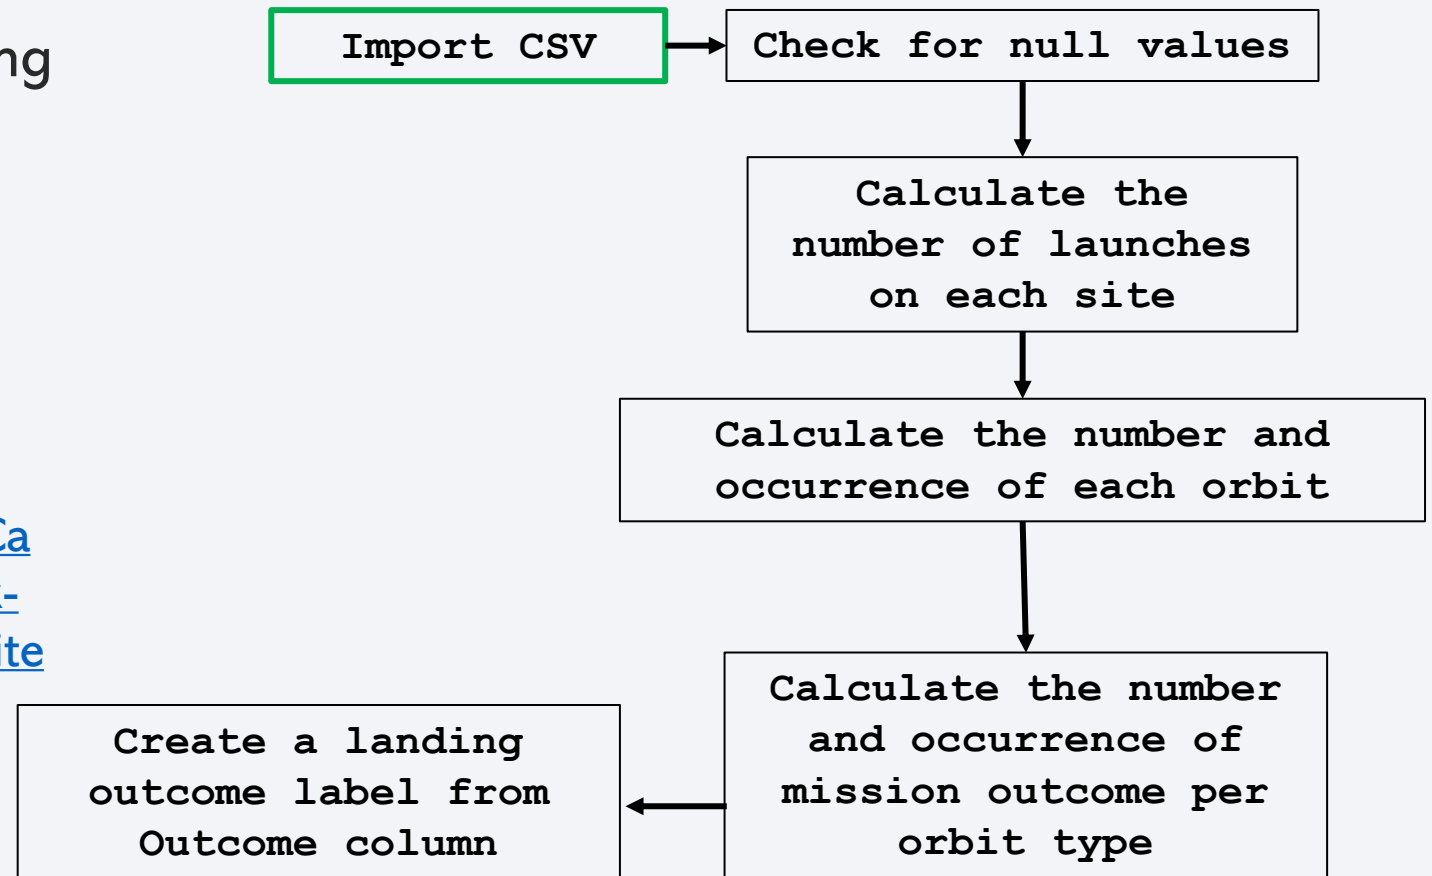 ng
Import CSV
Check for null values
Calculate the
number of launches
on each site
Calculate the number and
occurrence of each orbit
Ca
-
ite
Calculate the number
and occurrence of
mission outcome per
orbit type
Create a landing
outcome label from
Outcome column